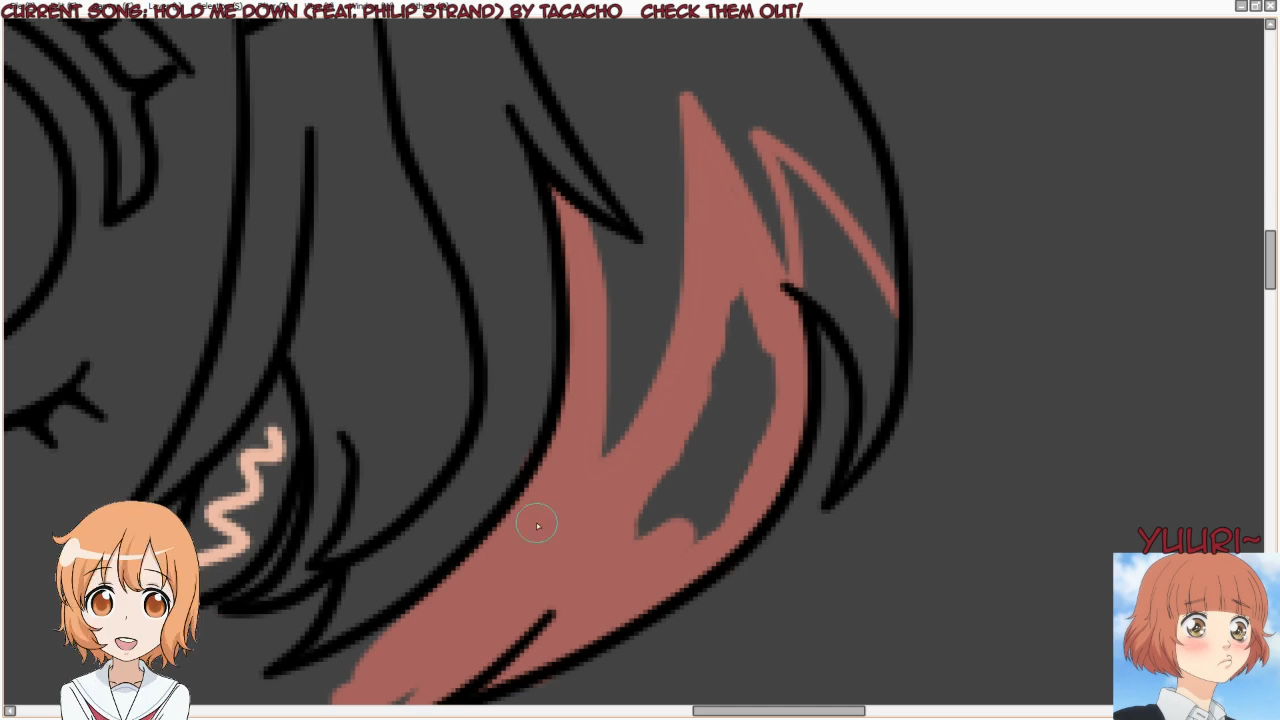 CURRENT SONG: HOLD ME DOWN (FEAT. PHILIP STRAND) BY TACACHO   CHECK THEM OUT!
YUURI~